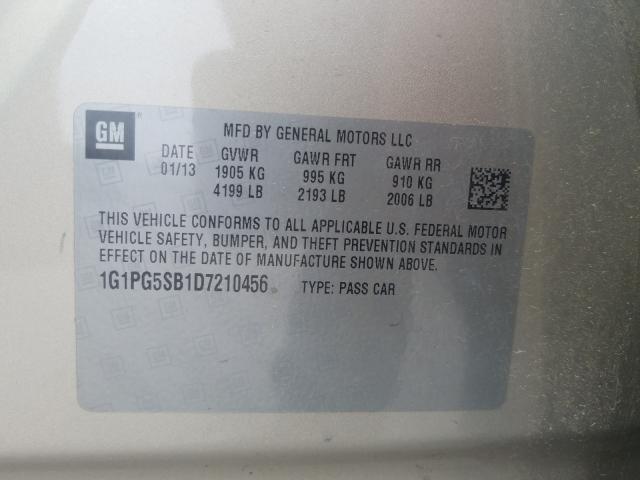 GM ®
MFD BY GENERAL MOTORS LLC
DATE GVWR GAWR FRT GAWR RR
01/13 1905 KG 995 KG 910 KG
4199 LB 2193 LB 2006 LB
THIS VEHICLE CONFORMS TO ALL APPLICABLE U.S. FEDERAL MOTOR
VEHICLE SAFETY, BUMPER, AND THEFT PREVENTION STANDARDS IN
EFFECT ON THE DATE OF MANUFACTURE SHOWN ABOVE.
1G1PG5SB1D7210456 TYPE: PASS CAR